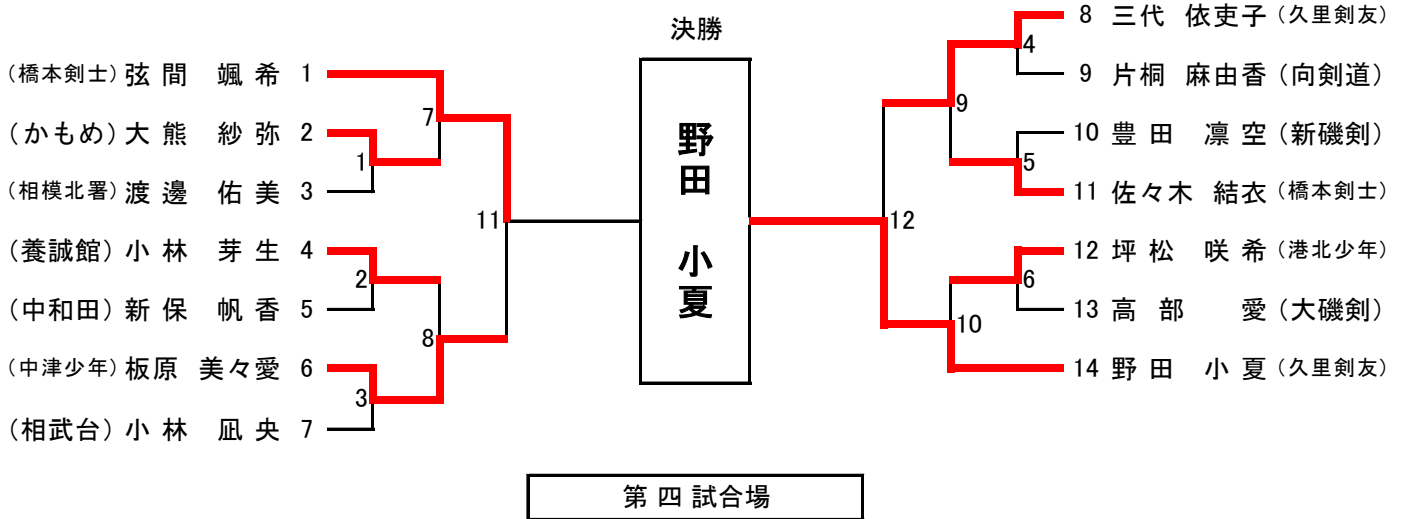 決勝
(橋本剣士) 弦間 颯希 1
(かもめ) 大熊 紗弥 2
(相模北署) 渡邊 佑美 3
(養誠館) 小林 芽生 4
(中和田) 新保 帆香 5
(中津少年) 板原 美々愛 6
(相武台) 小林 凪央 7
7
1
2
8
3
11
野田 小夏
8 三代 依吏子 (久里剣友)
9 片桐 麻由香 (向剣道)
10 豊田 凛空 (新磯剣)
11 佐々木 結衣 (橋本剣士)
12 坪松 咲希 (港北少年)
13 高部 愛 (大磯剣)
14 野田 小夏 (久里剣友)
4
9
5
12
6
10
第四試合場